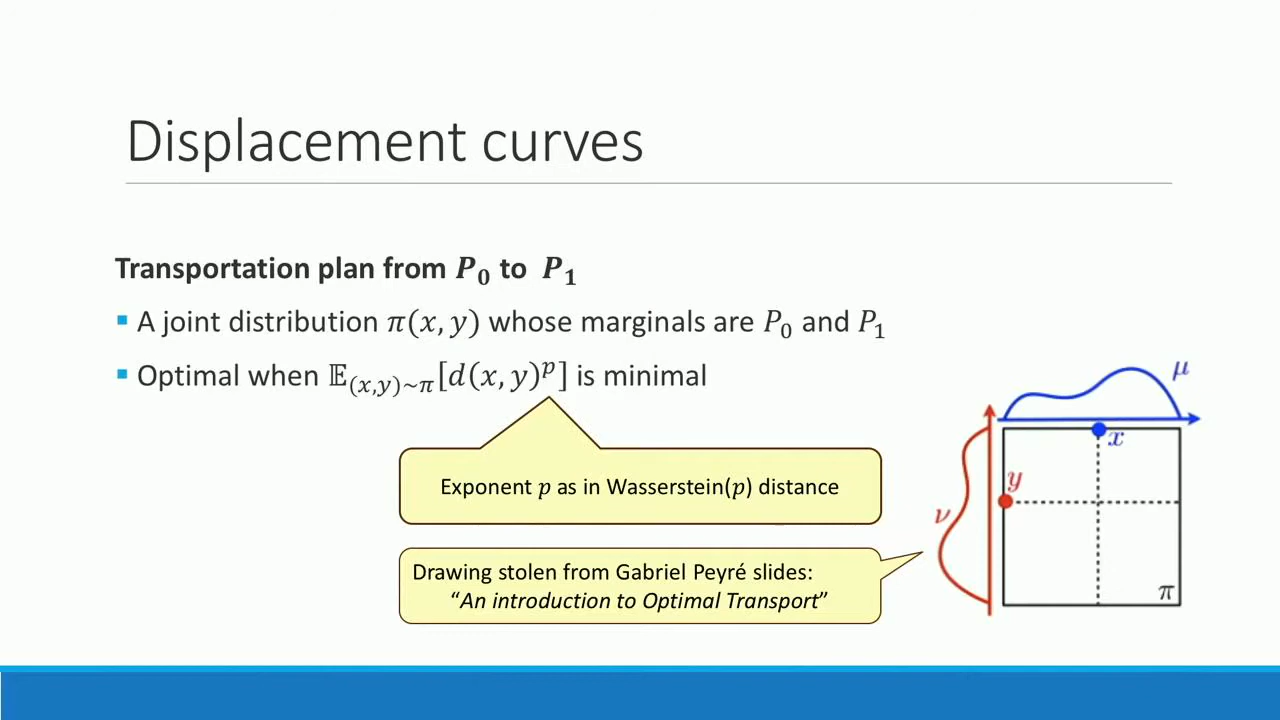 Displacement curves
Transportation plan from P₀ to P₁
▪ A joint distribution π(x, y) whose marginals are P₀ and P₁
▪ Optimal when 𝔼₍ₓ,ᵧ₎~π[d(x, y)ᵖ] is minimal
Exponent p as in Wasserstein(p) distance
Drawing stolen from Gabriel Peyré slides:
“An introduction to Optimal Transport”
μ
x
y
ν
π